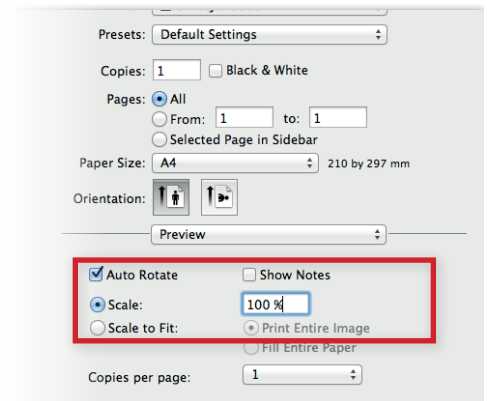 Presets: Default Settings
Copies: 1 Black & White
Pages: All
From: 1 to: 1
Selected Page in Sidebar
Paper Size: A4 210 by 297 mm
Orientation:
Preview
Auto Rotate Show Notes
Scale: 100 %
Scale to Fit: Print Entire Image
Fill Entire Paper
Copies per page: 1